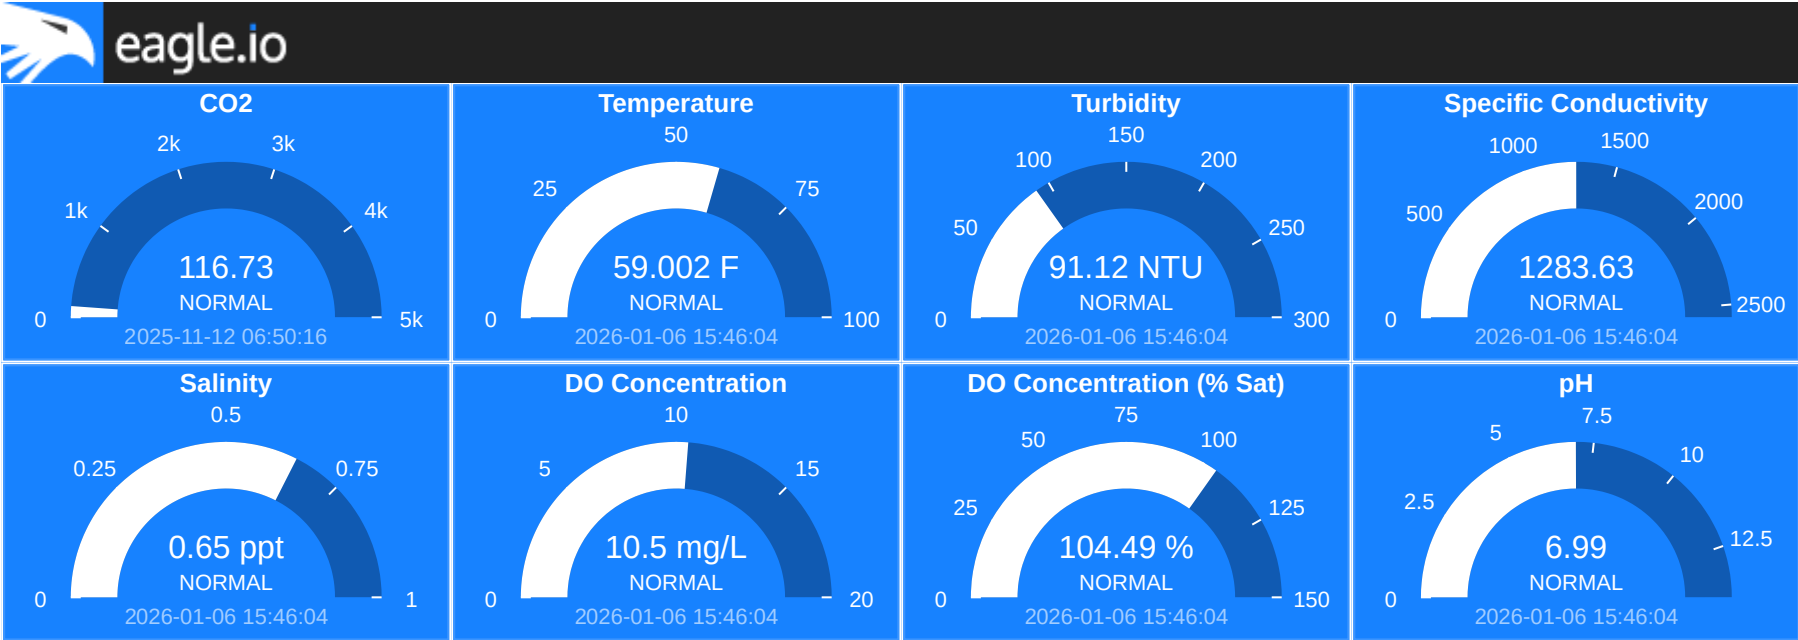 eagle.io
CO2
2k 3k
1k 4k
116.73
NORMAL
0 5k
2025-11-12 06:50:16
Temperature
50
25 75
59.002 F
NORMAL
0 100
2026-01-06 15:46:04
Turbidity
150
100 200
50 250
91.12 NTU
NORMAL
0 300
2026-01-06 15:46:04
Specific Conductivity
1000 1500
500 2000
1283.63
NORMAL
0 2500
2026-01-06 15:46:04
Salinity
0.5
0.25 0.75
0.65 ppt
NORMAL
0 1
2026-01-06 15:46:04
DO Concentration
10
5 15
10.5 mg/L
NORMAL
0 20
2026-01-06 15:46:04
DO Concentration (% Sat)
75
50 100
25 125
104.49 %
NORMAL
0 150
2026-01-06 15:46:04
pH
7.5
5 10
2.5 12.5
6.99
NORMAL
0
2026-01-06 15:46:04